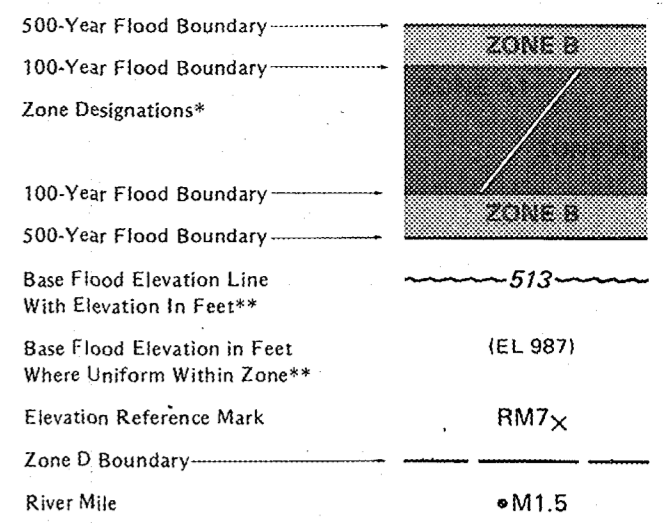 500-Year Flood Boundary
ZONE B
100-Year Flood Boundary
ZONE A1
Zone Designations*
100-Year Flood Boundary
ZONE B
500-Year Flood Boundary
Base Flood Elevation Line
With Elevation In Feet**
513
Base Flood Elevation in Feet
Where Uniform Within Zone**
(EL 987)
Elevation Reference Mark
RM7×
Zone D Boundary
River Mile
•M1.5